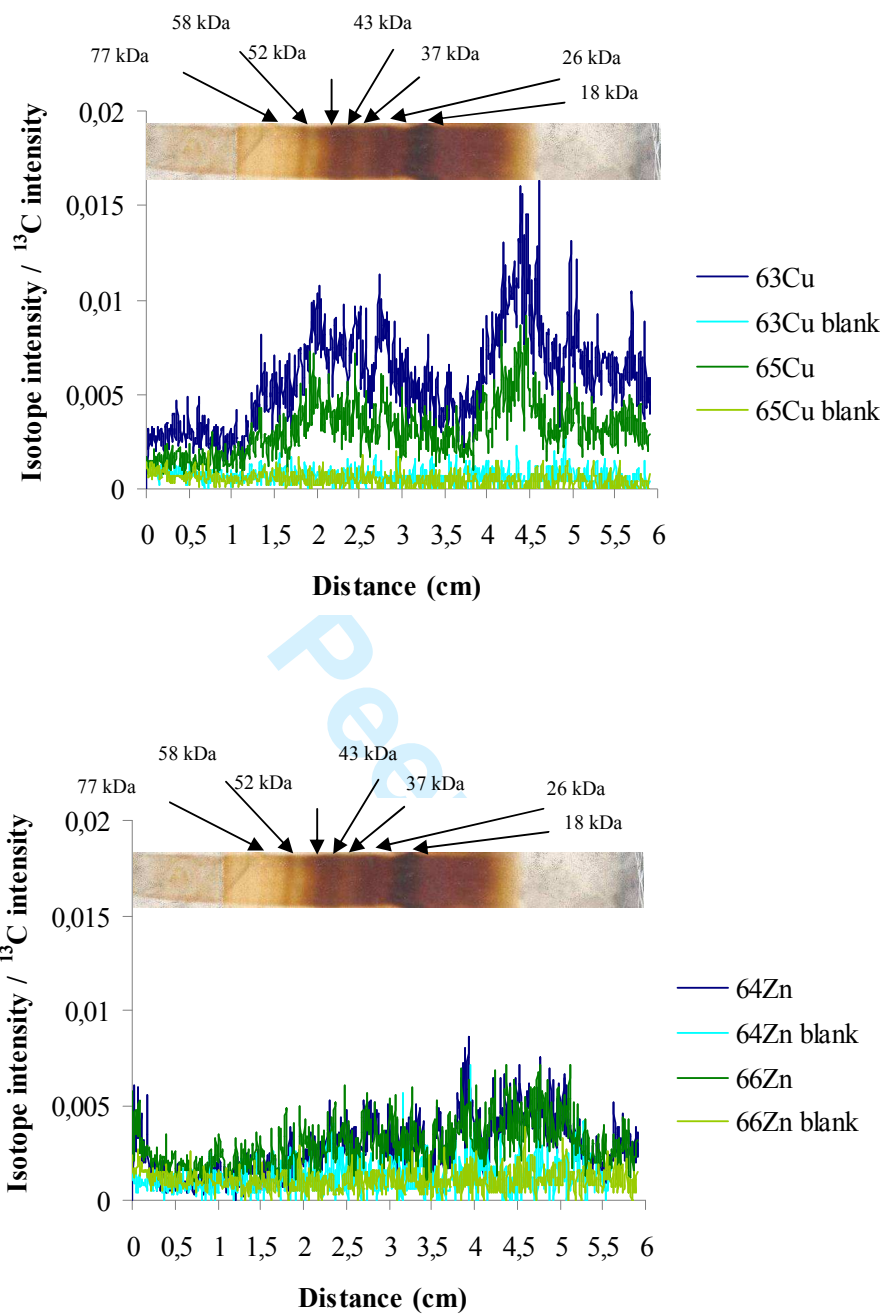 58 kDa
43 kDa
77 kDa
52 kDa
37 kDa
26 kDa
18 kDa
0,02
0,015
0,01
0,005
0
Isotope intensity / ¹³C intensity
63Cu
63Cu blank
65Cu
65Cu blank
0 0,5 1 1,5 2 2,5 3 3,5 4 4,5 5 5,5 6
Distance (cm)
Pee
58 kDa
43 kDa
77 kDa
52 kDa
37 kDa
26 kDa
18 kDa
0,02
0,015
0,01
0,005
0
Isotope intensity / ¹³C intensity
64Zn
64Zn blank
66Zn
66Zn blank
0 0,5 1 1,5 2 2,5 3 3,5 4 4,5 5 5,5 6
Distance (cm)